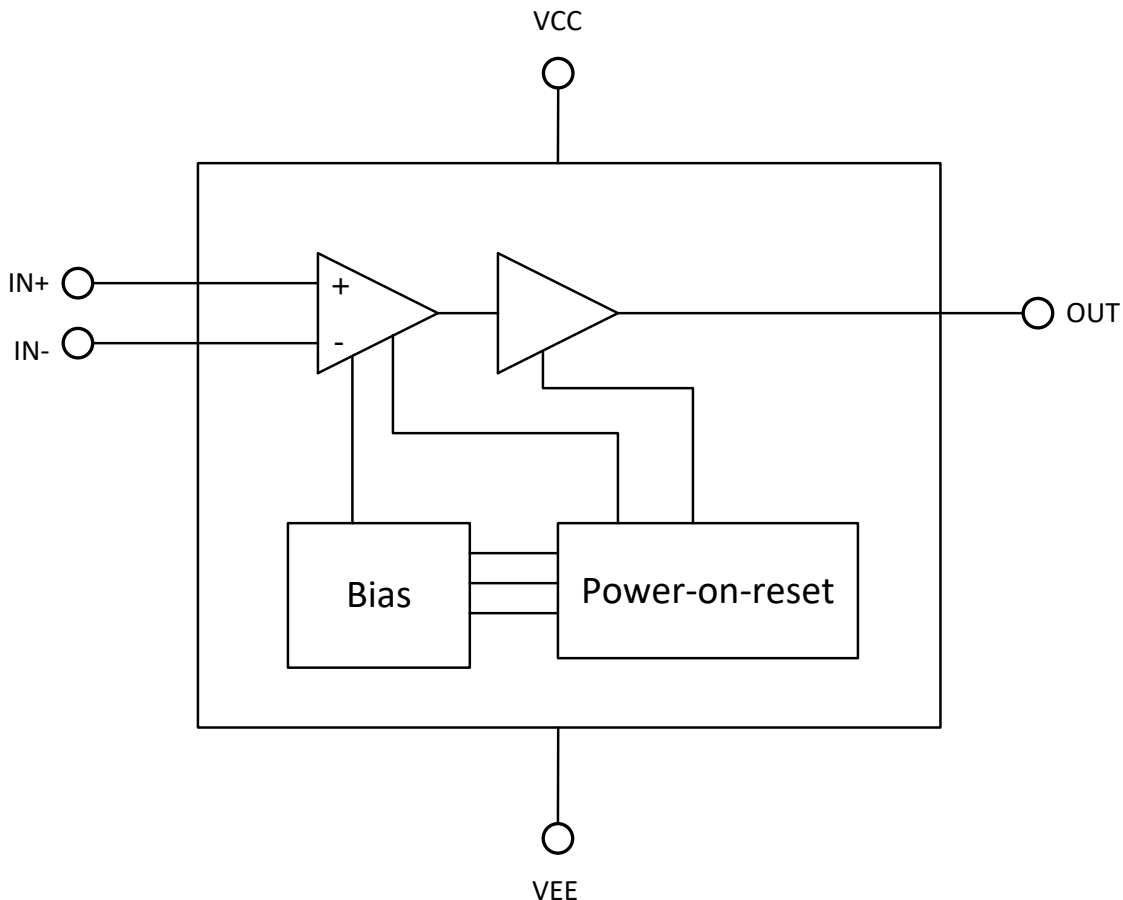 VCC
IN+
+
OUT
IN-
-
Bias
Power-on-reset
VEE